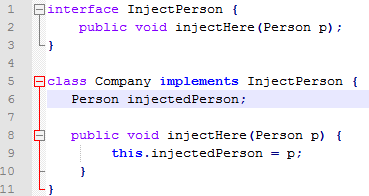 1 interface InjectPerson {
2 public void injectHere(Person p);
3 }
4
5 class Company implements InjectPerson {
6 Person injectedPerson;
7
8 public void injectHere(Person p) {
9 this.injectedPerson = p;
10 }
11 }